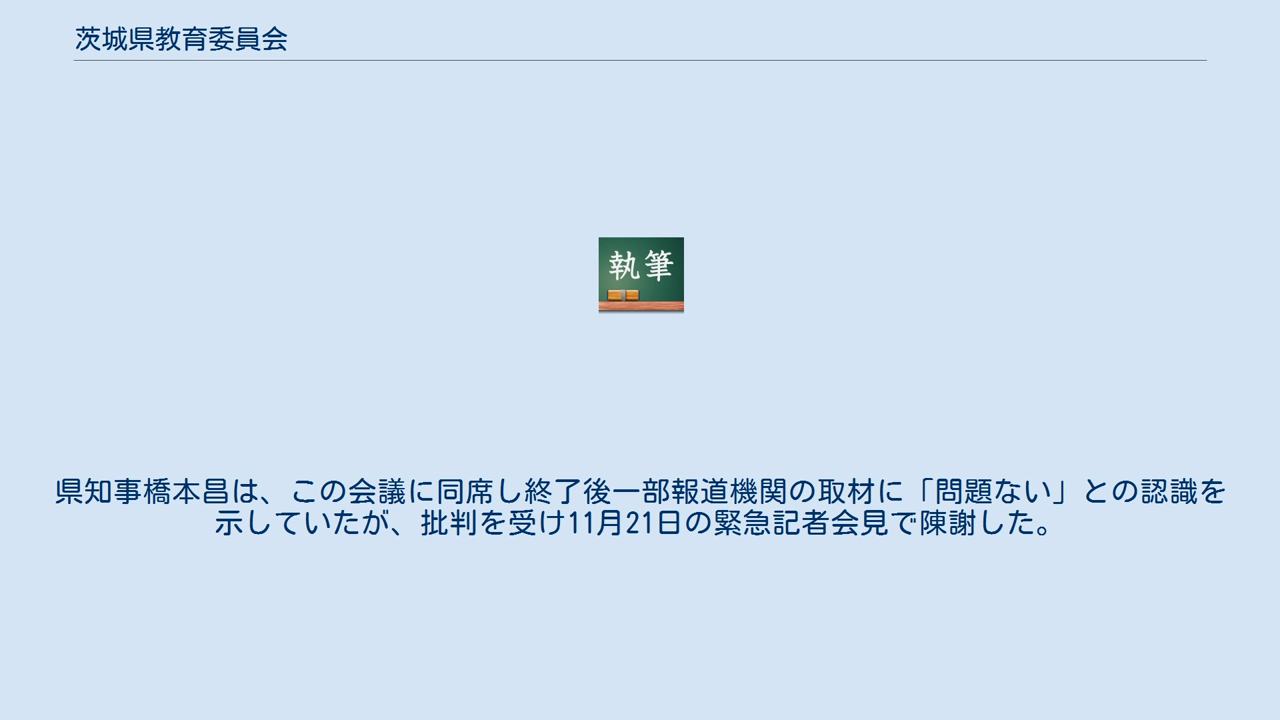 茨城県教育委員会
執筆
県知事橋本昌は、この会議に同席し終了後一部報道機関の取材に「問題ない」との認識を
示していたが、批判を受け11月21日の緊急記者会見で陳謝した。